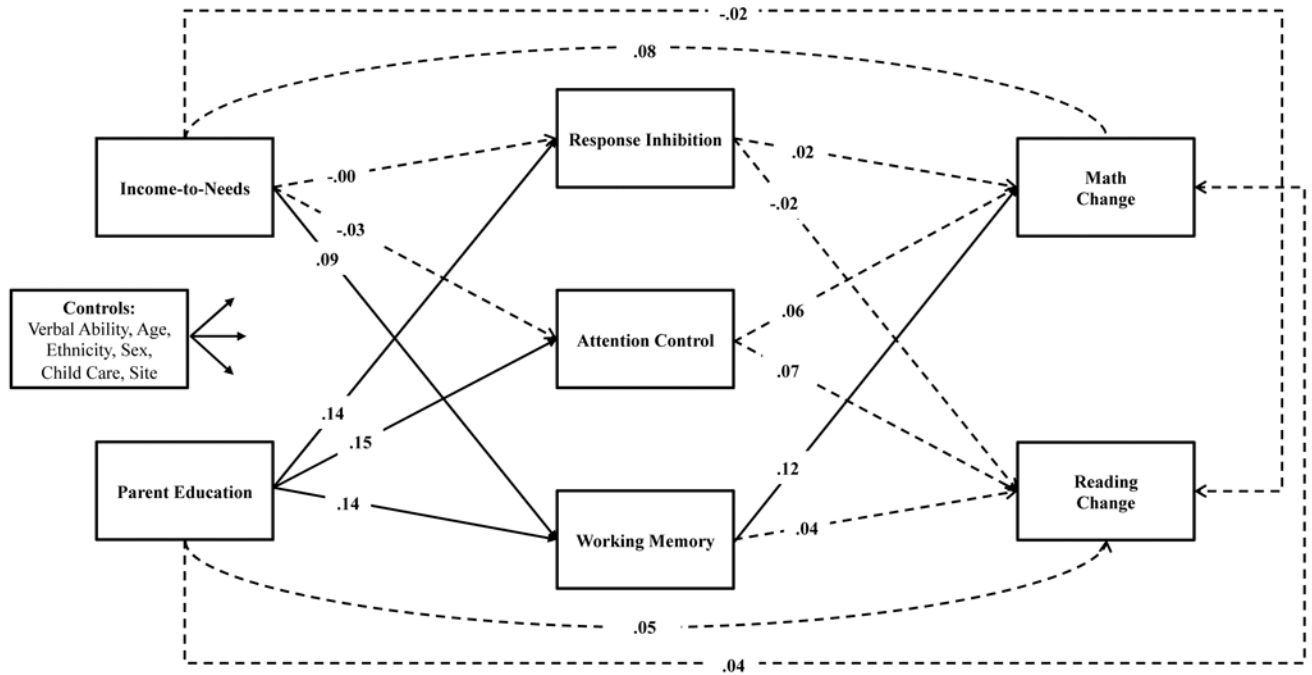 -.02
.08
Response Inhibition
Income-to-Needs
-.00
.02
Math
Change
-.03
-.02
.09
Controls:
Verbal Ability, Age,
Ethnicity, Sex,
Child Care, Site
Attention Control
.06
.07
.14
.15
Parent Education
.14
.12
Working Memory
.04
Reading
Change
.05
.04